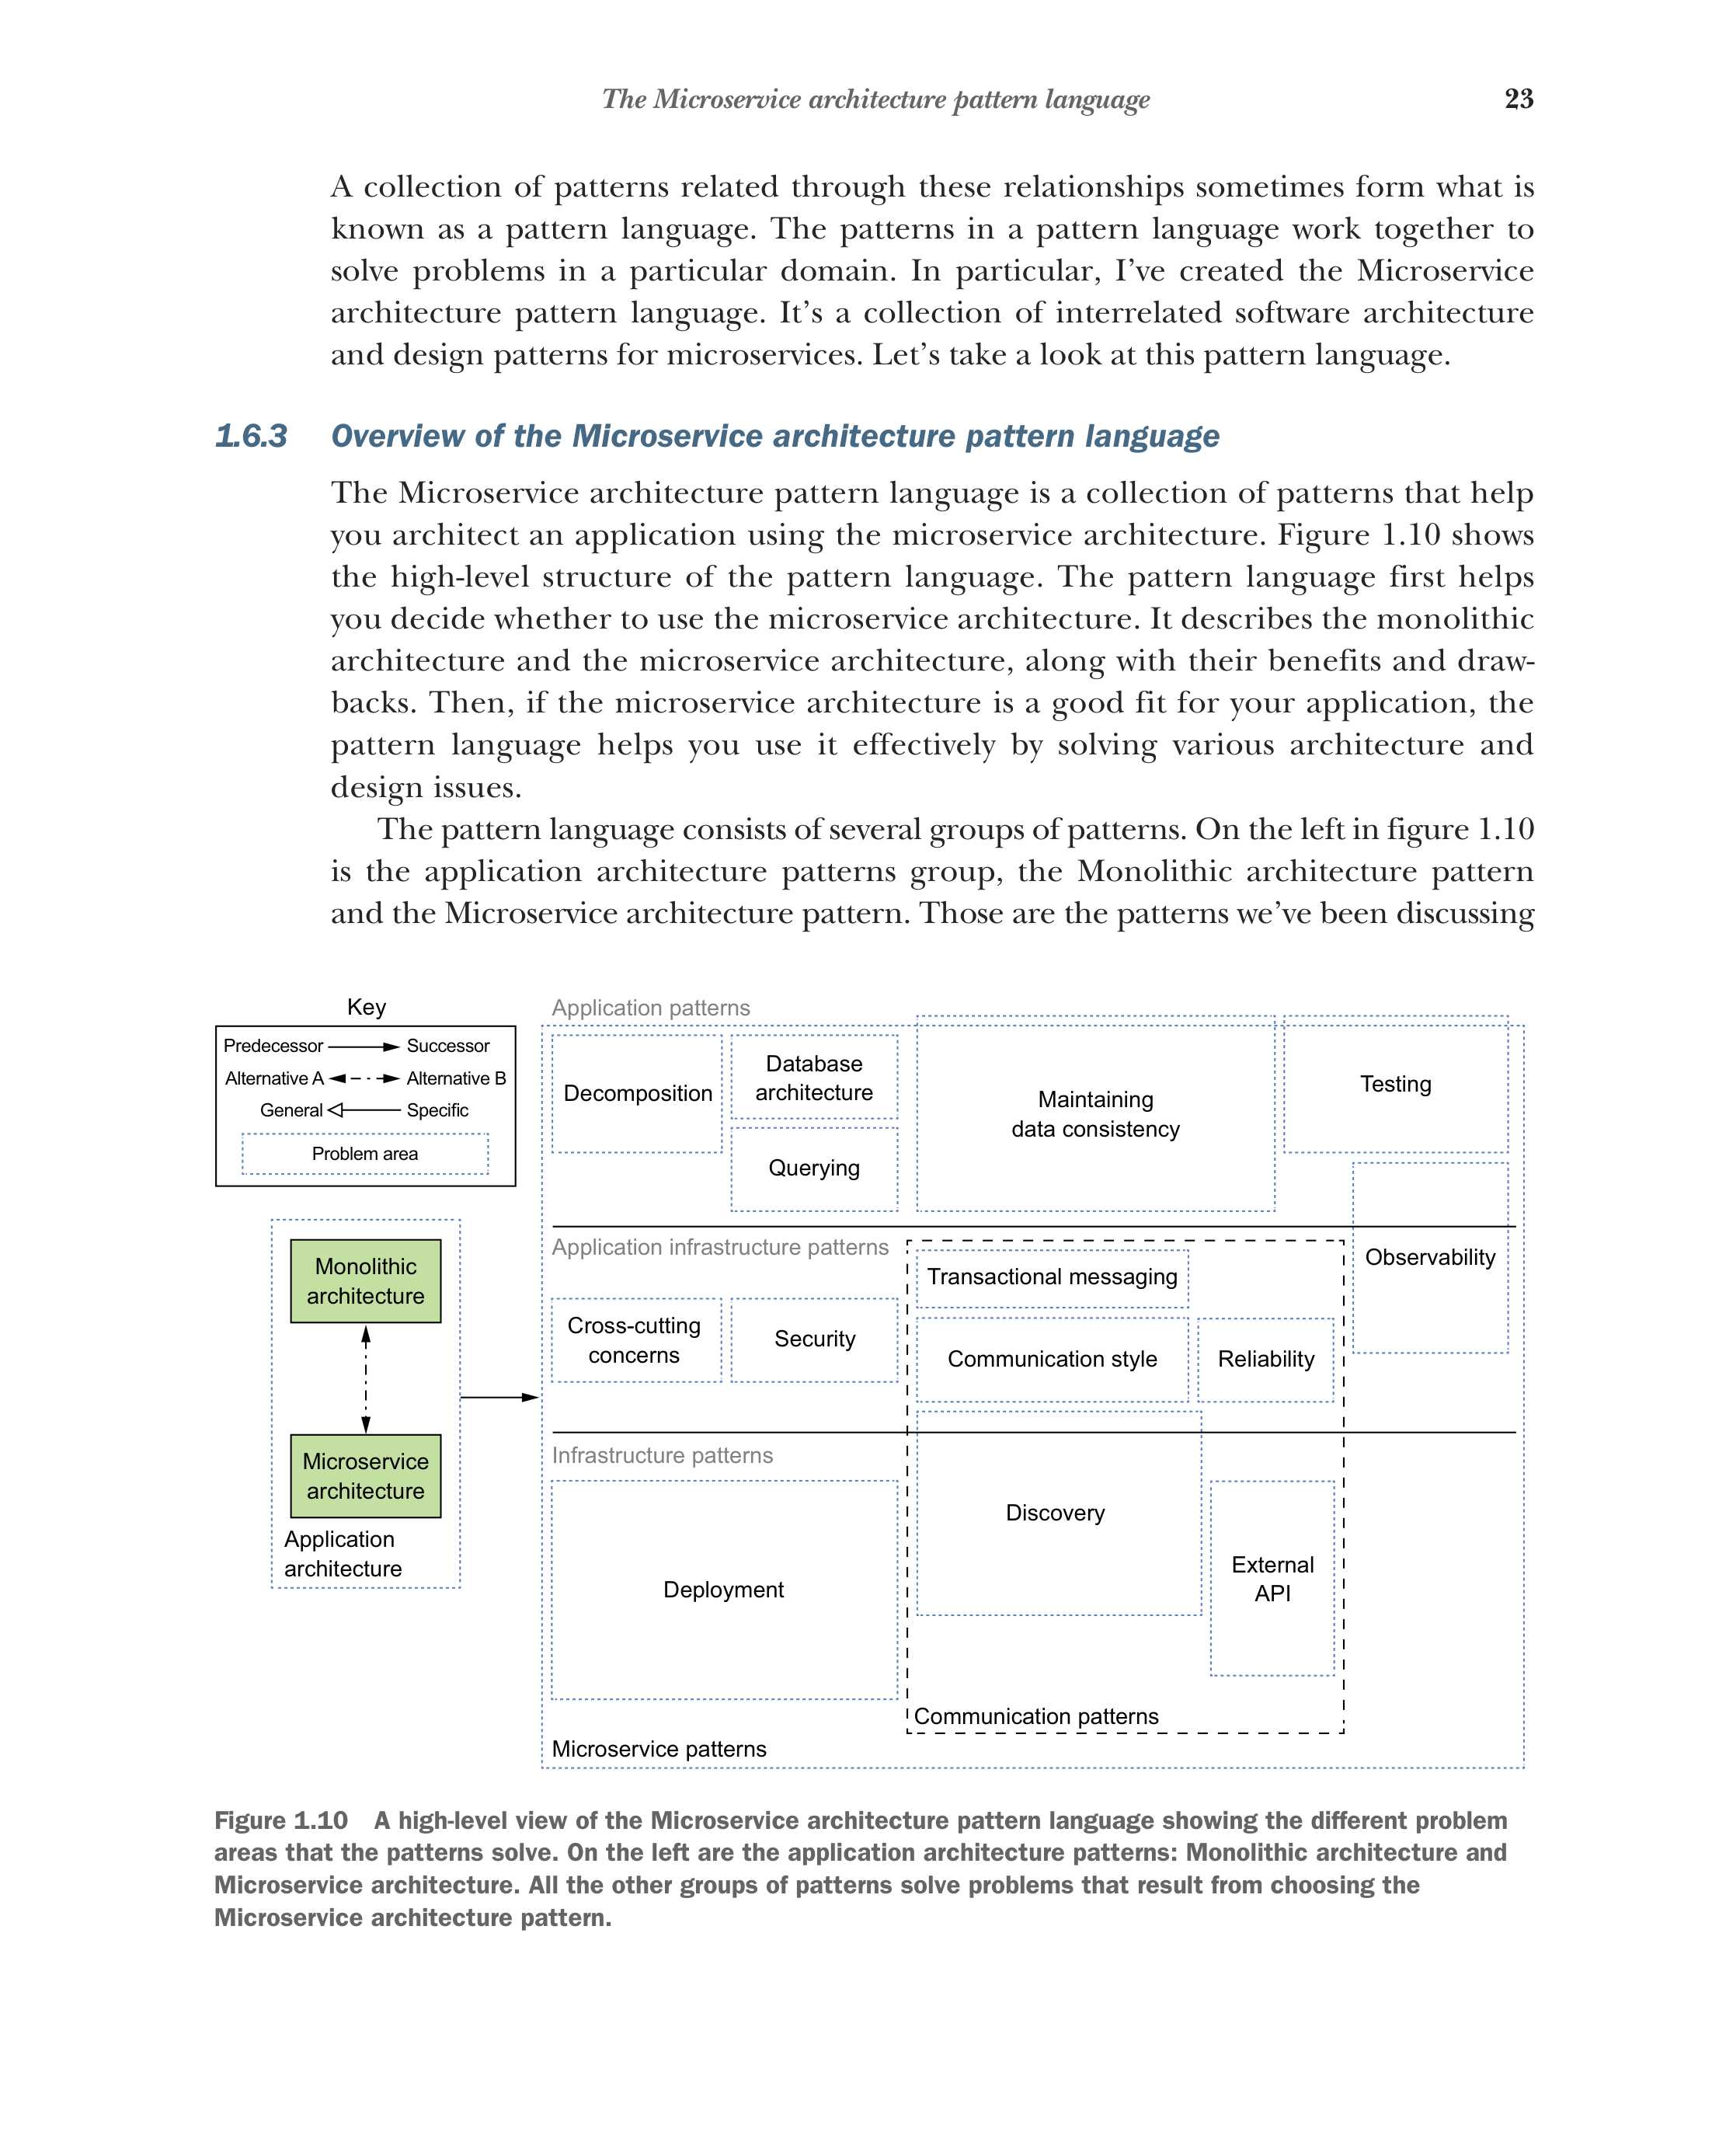 The Microservice architecture pattern language
23
A collection of patterns related through these relationships sometimes form what is
known as a pattern language. The patterns in a pattern language work together to
solve problems in a particular domain. In particular, I’ve created the Microservice
architecture pattern language. It’s a collection of interrelated software architecture
and design patterns for microservices. Let’s take a look at this pattern language.
1.6.3 Overview of the Microservice architecture pattern language
The Microservice architecture pattern language is a collection of patterns that help
you architect an application using the microservice architecture. Figure 1.10 shows
the high-level structure of the pattern language. The pattern language first helps
you decide whether to use the microservice architecture. It describes the monolithic
architecture and the microservice architecture, along with their benefits and draw-
backs. Then, if the microservice architecture is a good fit for your application, the
pattern language helps you use it effectively by solving various architecture and
design issues.
The pattern language consists of several groups of patterns. On the left in figure 1.10
is the application architecture patterns group, the Monolithic architecture pattern
and the Microservice architecture pattern. Those are the patterns we’ve been discussing
Key
Predecessor Successor
Alternative A Alternative B
General Specific
Problem area
Monolithic
architecture
Microservice
architecture
Application
architecture
Application patterns
Decomposition
Database
architecture
Querying
Maintaining
data consistency
Testing
Observability
Application infrastructure patterns
Cross-cutting
concerns
Security
Transactional messaging
Communication style
Reliability
Infrastructure patterns
Deployment
Discovery
External
API
Communication patterns
Microservice patterns
Figure 1.10 A high-level view of the Microservice architecture pattern language showing the different problem
areas that the patterns solve. On the left are the application architecture patterns: Monolithic architecture and
Microservice architecture. All the other groups of patterns solve problems that result from choosing the
Microservice architecture pattern.